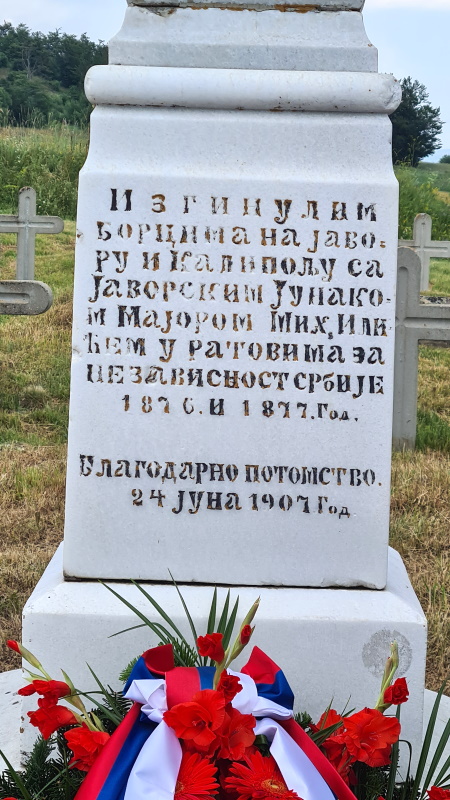 Изгинулим
борцима на јаво-
ру и Калипољу са
Јаворским Јунако-
м Мајором Мих, Или
ћем у ратовима за
независност србије
1876. и 1877. Год.
Благодарно потомство.
24 Јуна 1907 Год